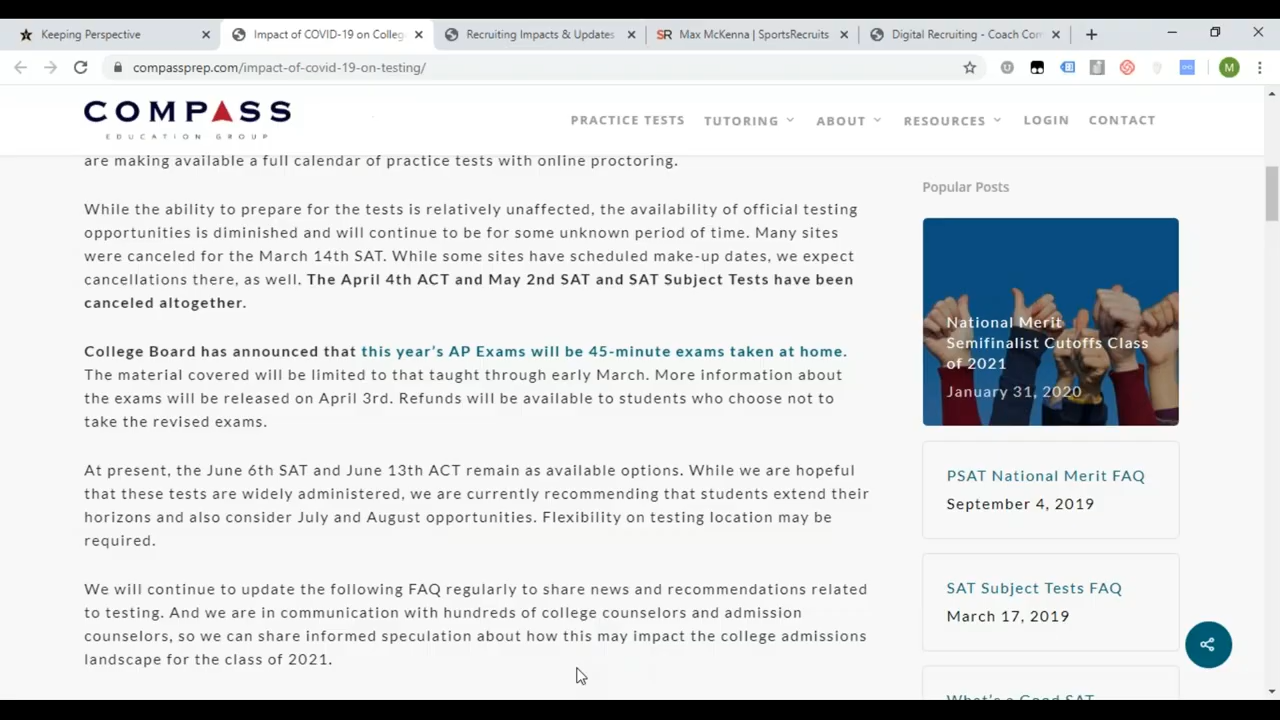 Keeping Perspective
Impact of COVID-19 on Colleg
Recruiting Impacts & Updates
SR Max McKenna | SportsRecruits
Digital Recruiting - Coach Com
compassprep.com/impact-of-covid-19-on-testing/
M
COMPASS
EDUCATION GROUP
PRACTICE TESTS
TUTORING
ABOUT
RESOURCES
LOGIN
CONTACT
are making available a full calendar of practice tests with online proctoring.
While the ability to prepare for the tests is relatively unaffected, the availability of official testing
opportunities is diminished and will continue to be for some unknown period of time. Many sites
were canceled for the March 14th SAT. While some sites have scheduled make-up dates, we expect
cancellations there, as well. The April 4th ACT and May 2nd SAT and SAT Subject Tests have been
canceled altogether.
College Board has announced that this year's AP Exams will be 45-minute exams taken at home.
The material covered will be limited to that taught through early March. More information about
the exams will be released on April 3rd. Refunds will be available to students who choose not to
take the revised exams.
At present, the June 6th SAT and June 13th ACT remain as available options. While we are hopeful
that these tests are widely administered, we are currently recommending that students extend their
horizons and also consider July and August opportunities. Flexibility on testing location may be
required.
We will continue to update the following FAQ regularly to share news and recommendations related
to testing. And we are in communication with hundreds of college counselors and admission
counselors, so we can share informed speculation about how this may impact the college admissions
landscape for the class of 2021.
Popular Posts
National Merit
Semifinalist Cutoffs Class
of 2021
January 31, 2020
PSAT National Merit FAQ
September 4, 2019
SAT Subject Tests FAQ
March 17, 2019
What's a Good SAT